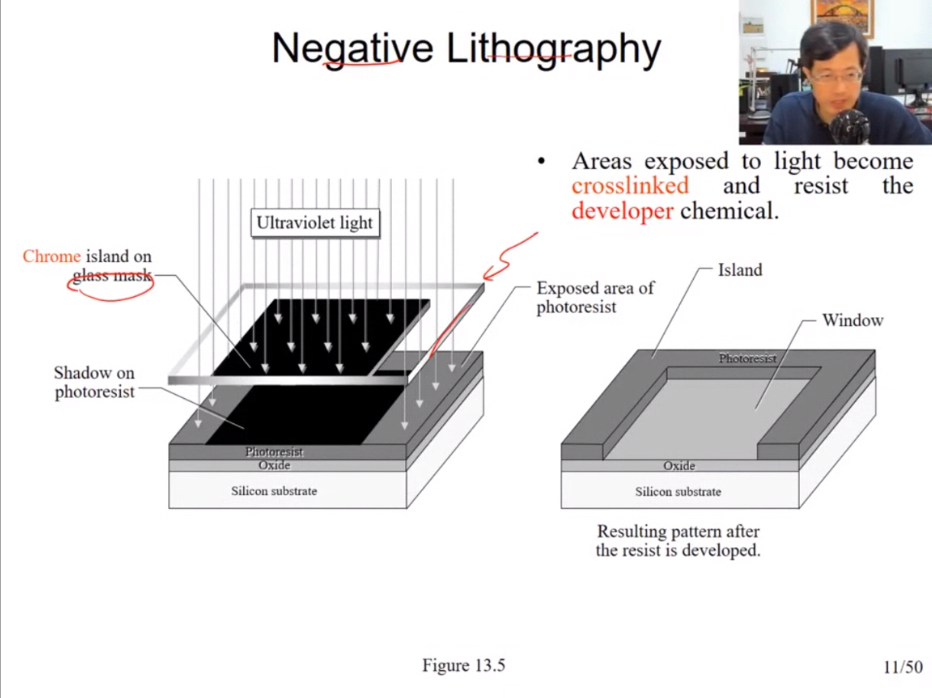 Negative Lithography
• Areas exposed to light become
crosslinked and resist the
developer chemical.
Ultraviolet light
Chrome island on
glass mask
Shadow on
photoresist
Exposed area of
photoresist
Photoresist
Oxide
Silicon substrate
Island
Window
Photoresist
Oxide
Silicon substrate
Resulting pattern after
the resist is developed.
Figure 13.5
11/50